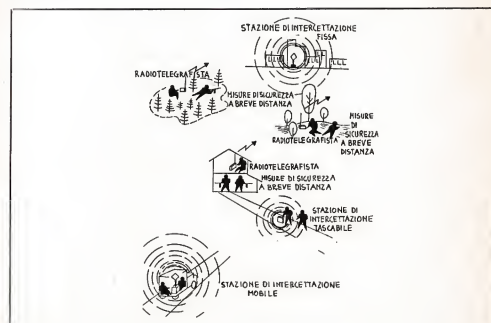 STAZIONE DI INTERCETTAZIONE
FISSA
RADIOTELEGRAFISTA
MISURE DI SICUREZZA
A BREVE DISTANZA
MISURE
DI
SICUREZZA
A BREVE
DISTANZA
RADIOTELEGRAFISTA
RADIOTELEGRAFISTA
MISURE DI SICUREZZA
A BREVE DISTANZA
STAZIONE DI
INTERCETTAZIONE
TASCABILE
STAZIONE DI INTERCETTAZIONE
MOBILE